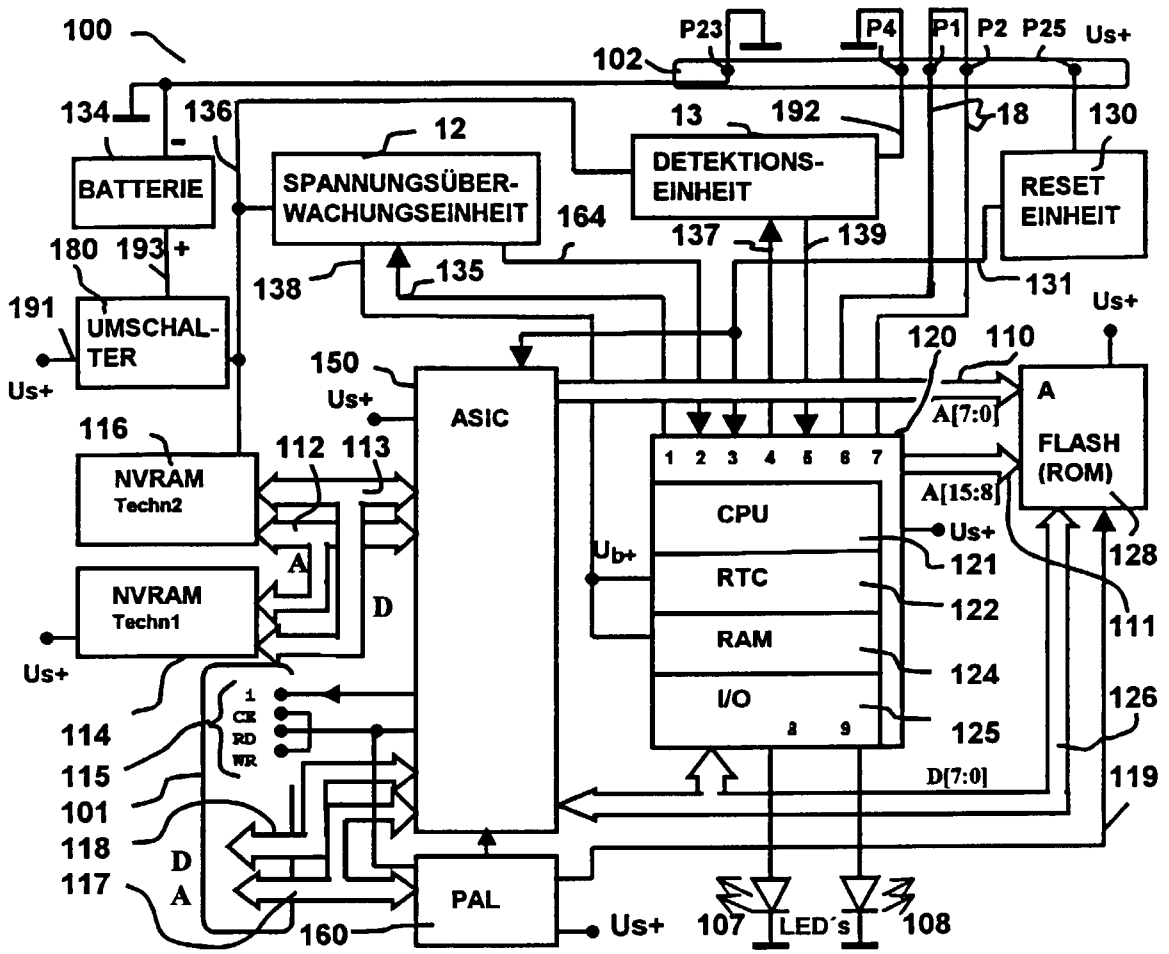 100
P23
P4
P1
P2
P25
Us+
102
134
136
12
13
192
18
130
-
BATTERIE
SPANNUNGSÜBER-
WACHUNGSEINHEIT
DETEKTIONS-
EINHEIT
RESET
EINHEIT
193
+
164
137
139
180
138
135
131
191
UMSCHAL-
TER
Us+
Us+
150
120
110
Us+
ASIC
A
A[7:0]
116
112
113
1 2 3 4 5 6 7
FLASH
(ROM)
NVRAM
Techn2
A[15:8]
CPU
Us+
Ub+
121
128
A
RTC
NVRAM
Techn1
D
122
111
RAM
Us+
124
i
I/O
CE
RD
WR
114
8 9
125
126
115
101
D[7:0]
119
118
D
A
117
PAL
160
Us+
107
LED´s
108